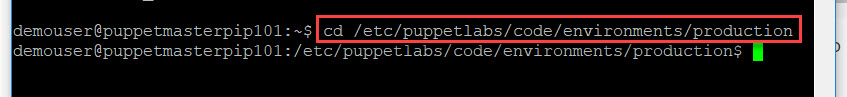 demouser@puppetmasterpip101:~$ cd /etc/puppetlabs/code/environments/production
demouser@puppetmasterpip101:/etc/puppetlabs/code/environments/production$